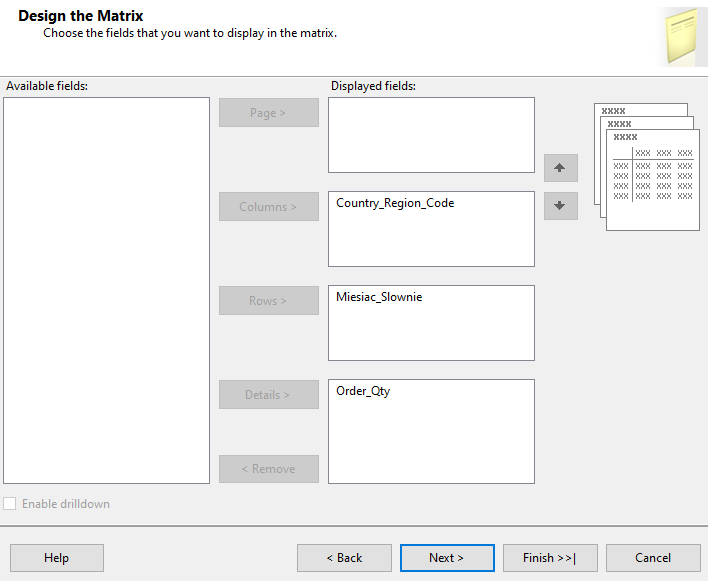 Design the Matrix
Choose the fields that you want to display in the matrix.
Available fields:
Displayed fields:
Page >
Columns >
Country_Region_Code
Rows >
Miesiac_Slownie
Details >
Order_Qty
< Remove
Enable drilldown
xxxx
xxxx
xxxx
xxx xxx xxx
xxx xxx xxx xxx
xxx xxx xxx xxx
xxx xxx xxx xxx
xxx xxx xxx xxx
Help
< Back
Next >
Finish >>|
Cancel